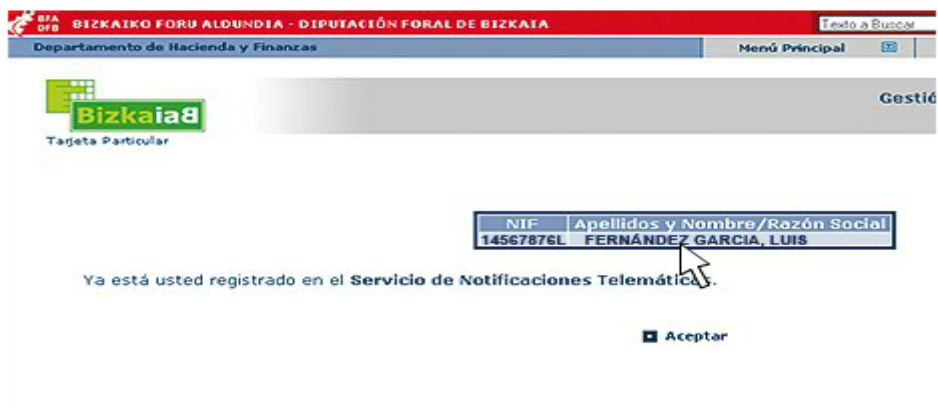 BFA DFB BIZKAIKO FORU ALDUNDIA - DIPUTACIÓN FORAL DE BIZKAIA Texto a Buscar
Departamento de Hacienda y Finanzas Menú Principal
Bizkaia8 Gestió
Tarjeta Particular
NIF Apellidos y Nombre/Razón Social
14567876L FERNÁNDEZ GARCIA, LUIS
Ya está usted registrado en el Servicio de Notificaciones Telemáticas.
Aceptar